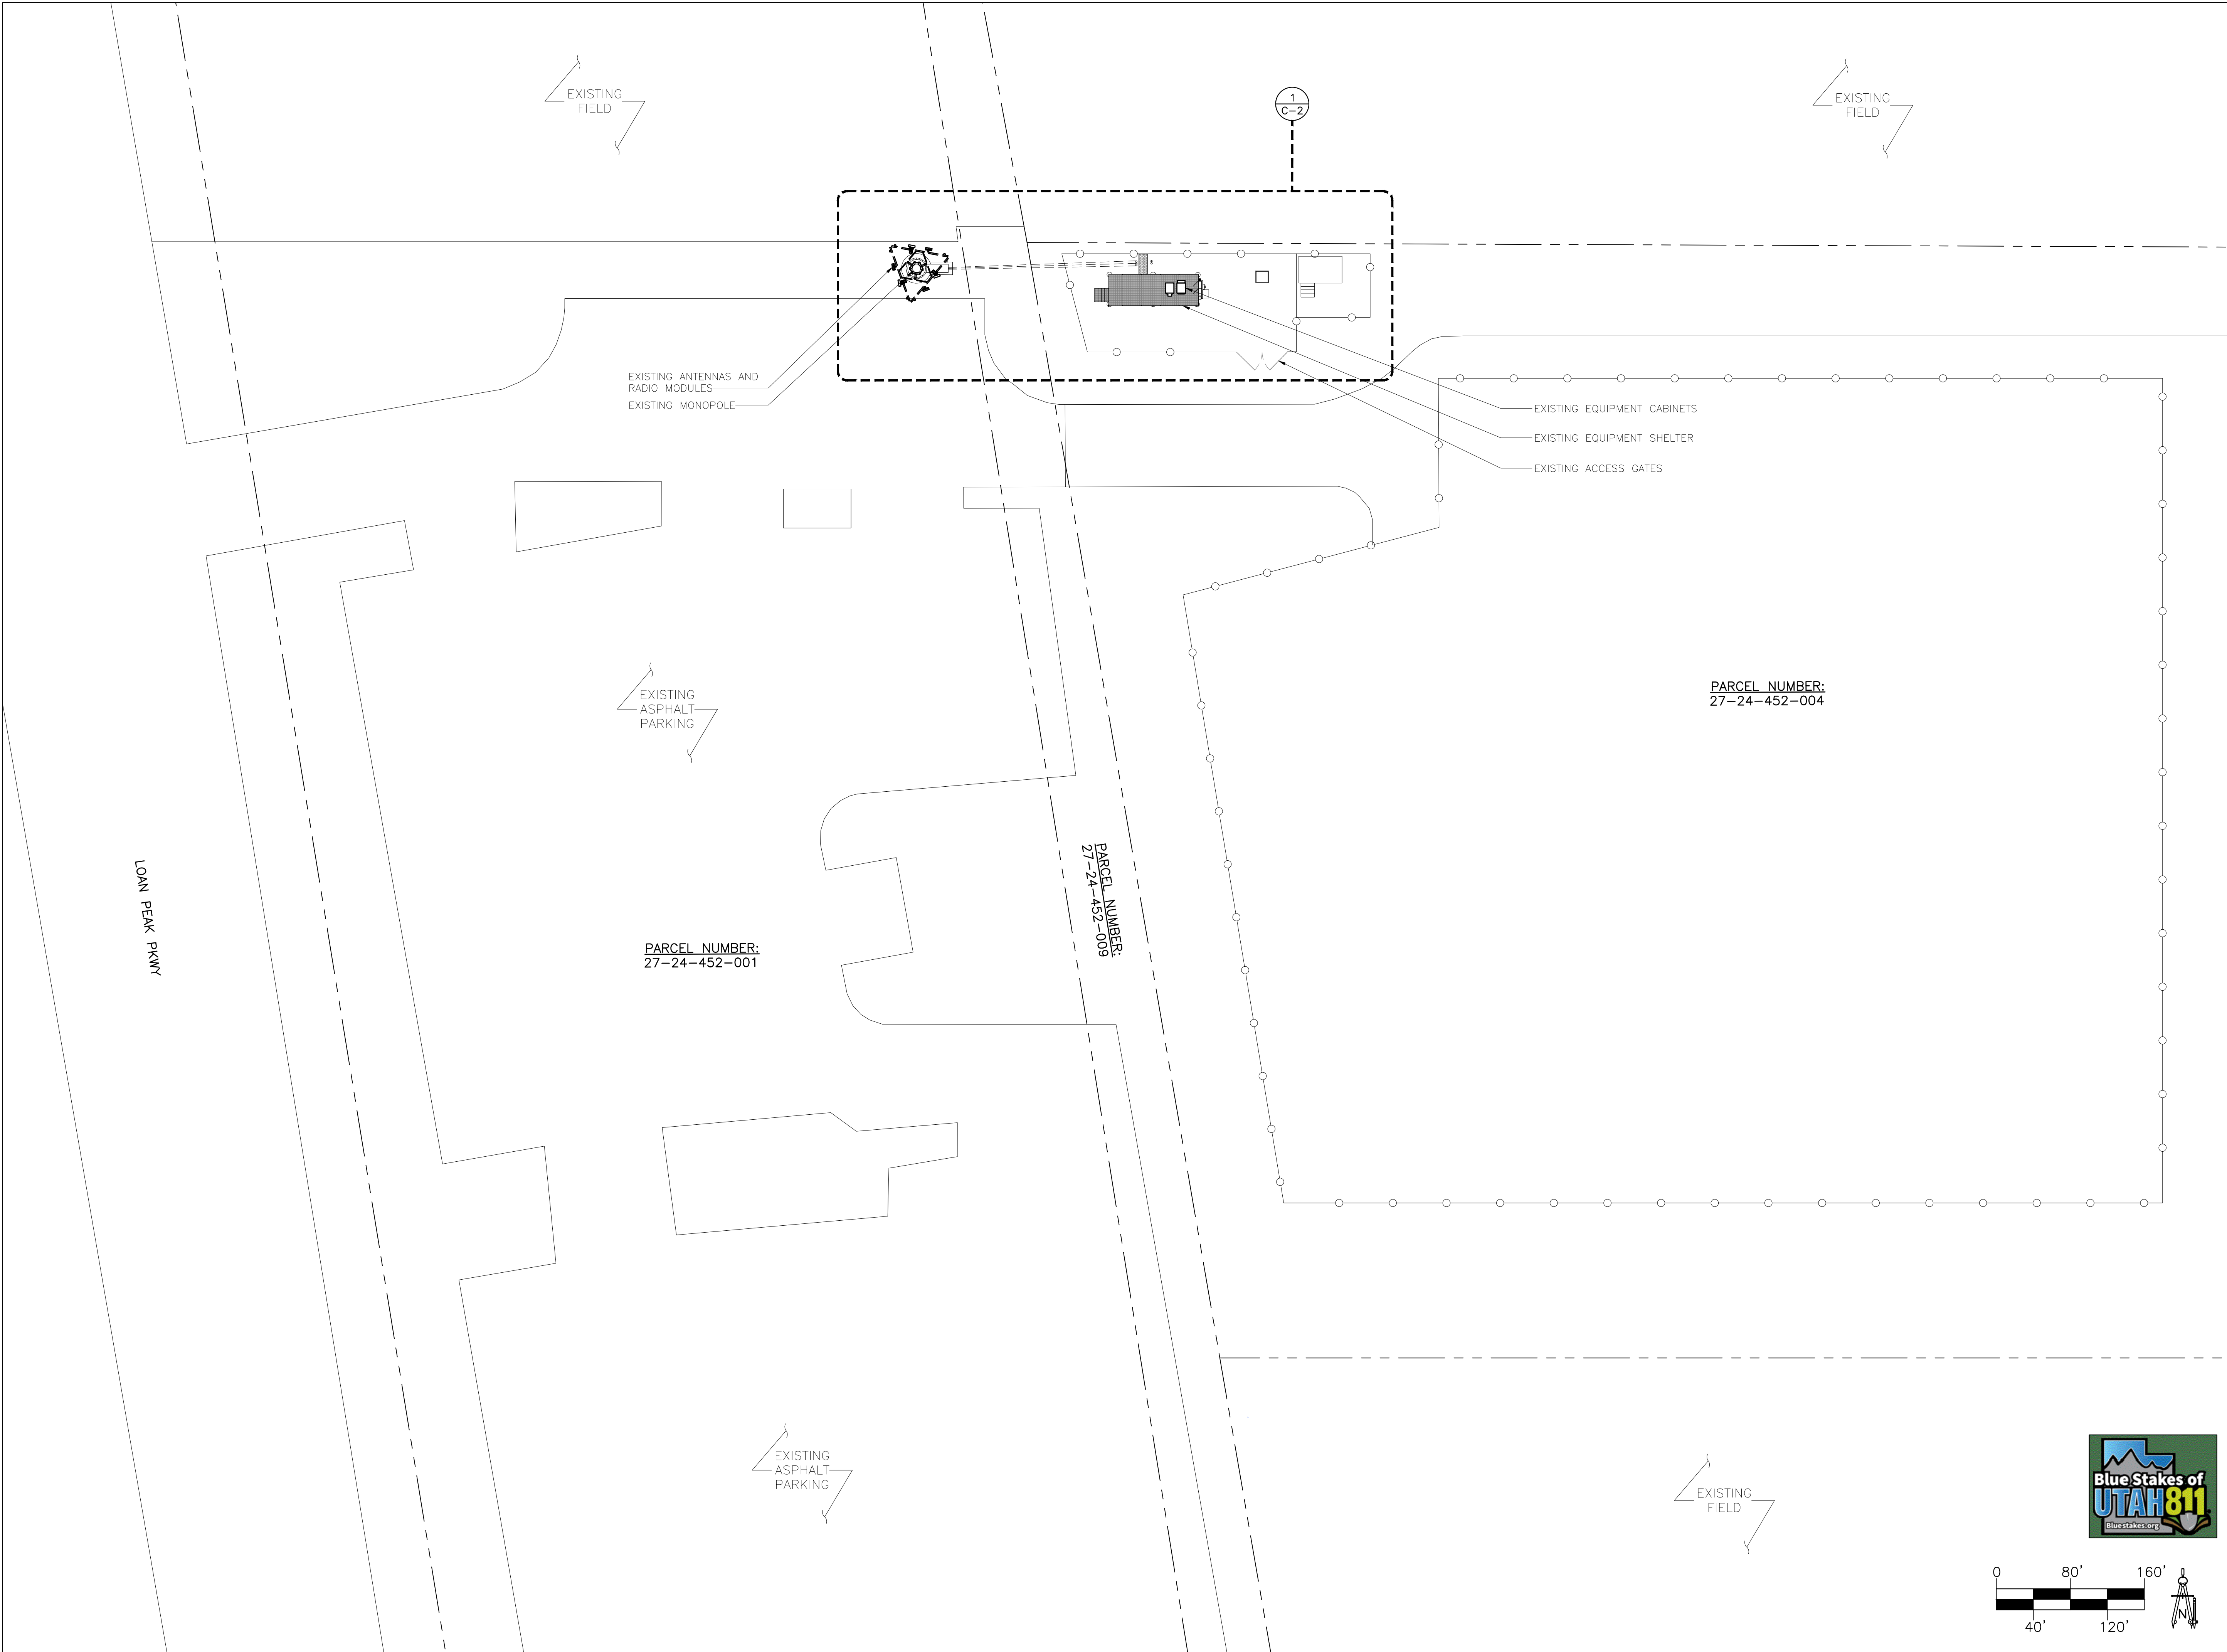 EXISTING
FIELD
1
C-2
EXISTING
FIELD
EXISTING ANTENNAS AND
RADIO MODULES
EXISTING MONOPOLE
EXISTING EQUIPMENT CABINETS
EXISTING EQUIPMENT SHELTER
EXISTING ACCESS GATES
EXISTING
ASPHALT
PARKING
PARCEL NUMBER:
27-24-452-004
LOAN PEAK PKWY
PARCEL NUMBER:
27-24-452-001
PARCEL NUMBER:
27-24-452-009
EXISTING
ASPHALT
PARKING
EXISTING
FIELD
Blue Stakes of
UTAH811
Bluestakes.org
0 80' 160'
40' 120'
N